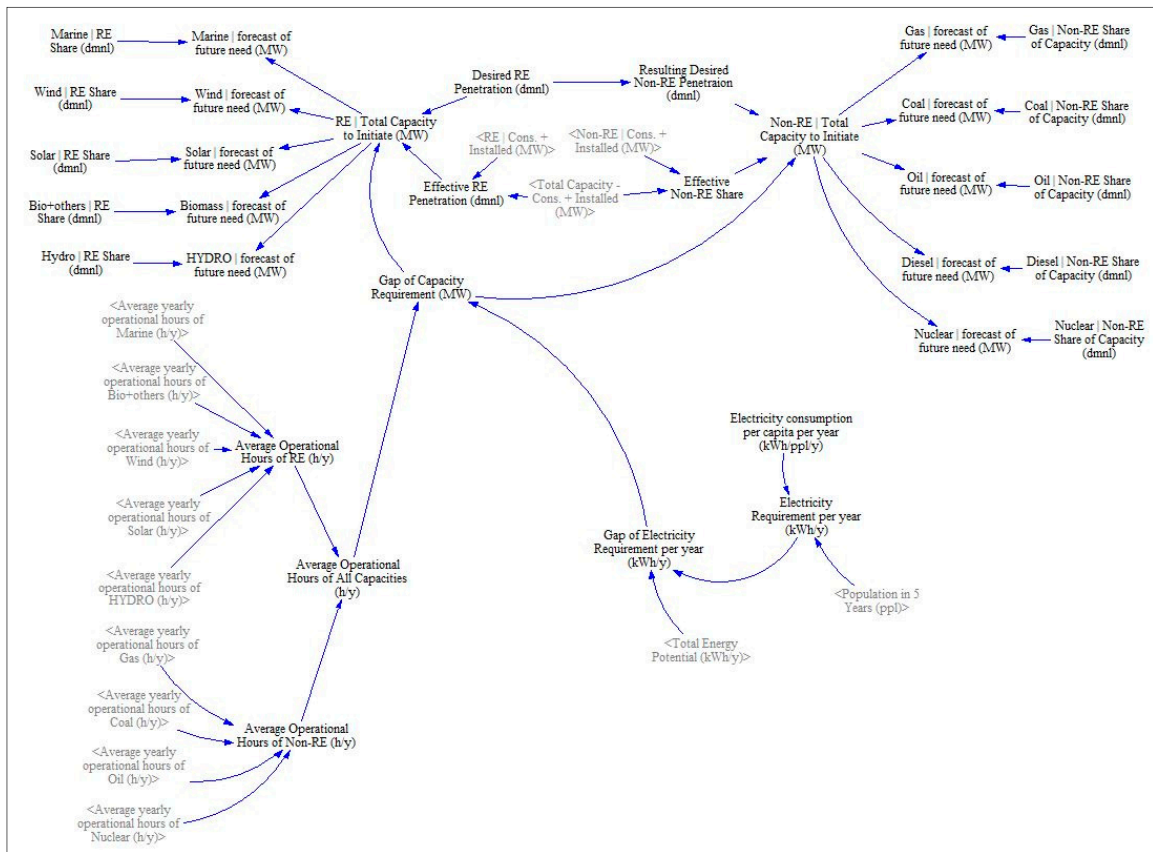 Marine | RE
Share (dmnl)
Marine | forecast of
future need (MW)
Wind | RE Share
(dmnl)
Wind | forecast of
future need (MW)
Solar | RE Share
(dmnl)
Solar | forecast of
future need (MW)
Bio+others | RE
Share (dmnl)
Biomass | forecast of
future need (MW)
Hydro | RE Share
(dmnl)
HYDRO | forecast of
future need (MW)
Desired RE
Penetration (dmnl)
Resulting Desired
Non-RE Penetraion
(dmnl)
RE | Total Capacity
to Initiate (MW)
<RE | Cons. +
Installed (MW)>
<Non-RE | Cons. +
Installed (MW)>
Non-RE | Total
Capacity to Initiate
(MW)
Effective RE
Penetration (dmnl)
<Total Capacity -
Cons. + Installed
(MW)>
Effective
Non-RE Share
Gas | forecast of
future need (MW)
Gas | Non-RE Share
of Capacity (dmnl)
Coal | forecast of
future need (MW)
Coal | Non-RE Share
of Capacity (dmnl)
Oil | forecast of
future need (MW)
Oil | Non-RE Share
of Capacity (dmnl)
Diesel | forecast of
future need (MW)
Diesel | Non-RE Share
of Capacity (dmnl)
Nuclear | forecast of
future need (MW)
Nuclear | Non-RE
Share of Capacity
(dmnl)
Gap of Capacity
Requirement (MW)
<Average yearly
operational hours of
Marine (h/y)>
<Average yearly
operational hours of
Bio+others (h/y)>
<Average yearly
operational hours of
Wind (h/y)>
<Average yearly
operational hours of
Solar (h/y)>
<Average yearly
operational hours of
HYDRO (h/y)>
Average Operational
Hours of RE (h/y)
Average Operational
Hours of All Capacities
(h/y)
<Average yearly
operational hours of
Gas (h/y)>
<Average yearly
operational hours of
Coal (h/y)>
<Average yearly
operational hours of
Oil (h/y)>
<Average yearly
operational hours of
Nuclear (h/y)>
Average Operational
Hours of Non-RE (h/y)
Electricity consumption
per capita per year
(kWh/ppl/y)
Electricity
Requirement per year
(kWh/y)
Gap of Electricity
Requirement per year
(kWh/y)
<Population in 5
Years (ppl)>
<Total Energy
Potential (kWh/y)>